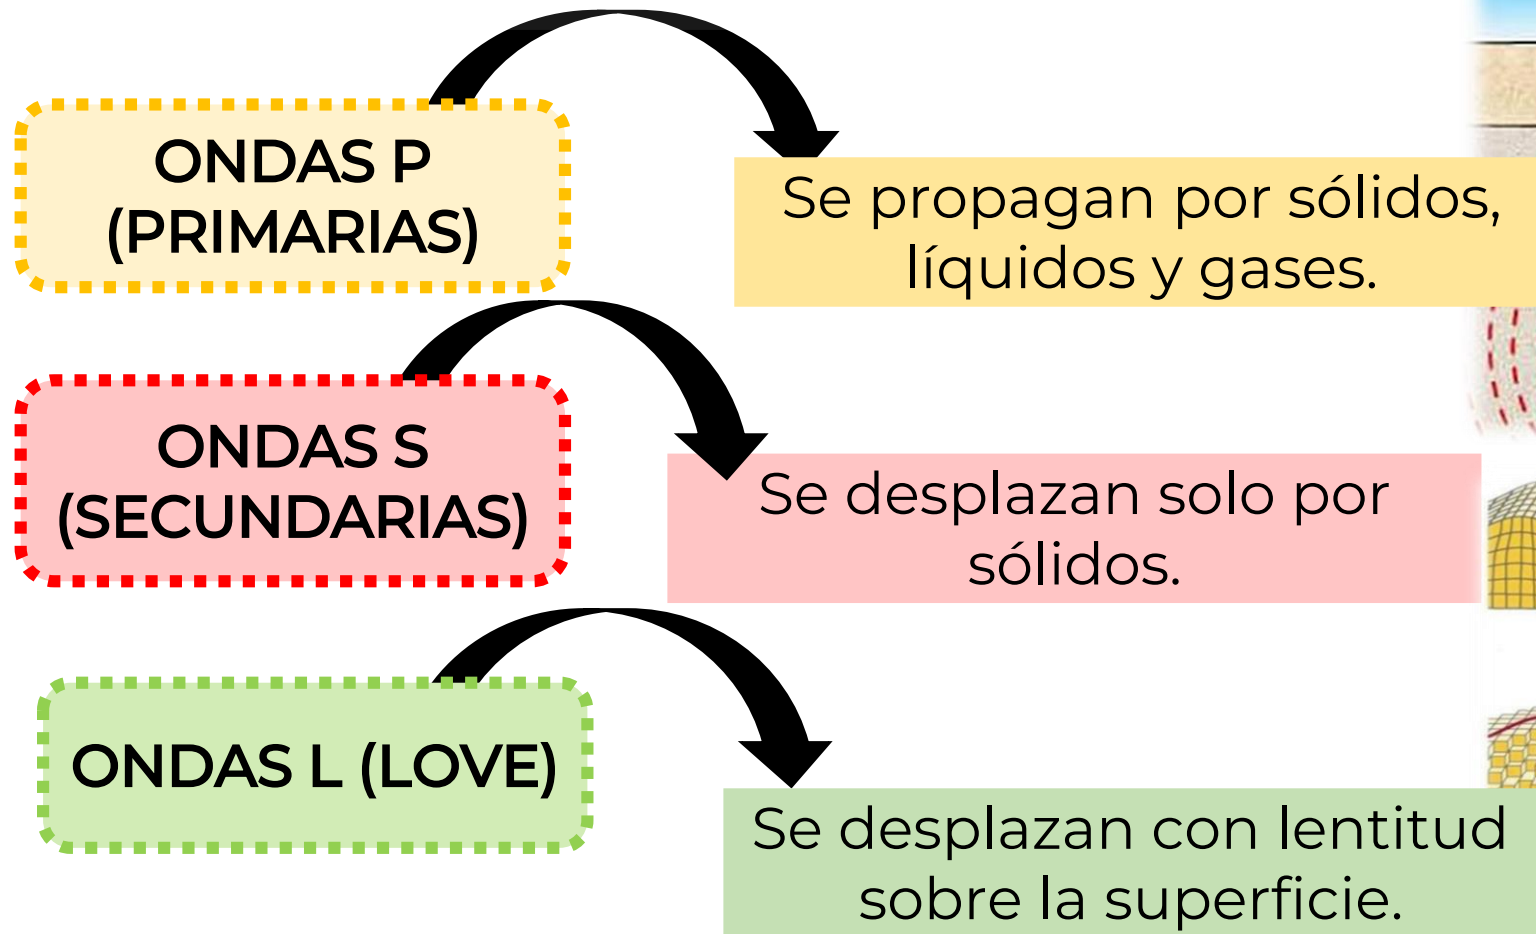 ONDAS P
(PRIMARIAS)
Se propagan por sólidos,
líquidos y gases.
ONDAS S
(SECUNDARIAS)
Se desplazan solo por
sólidos.
ONDAS L (LOVE)
Se desplazan con lentitud
sobre la superficie.